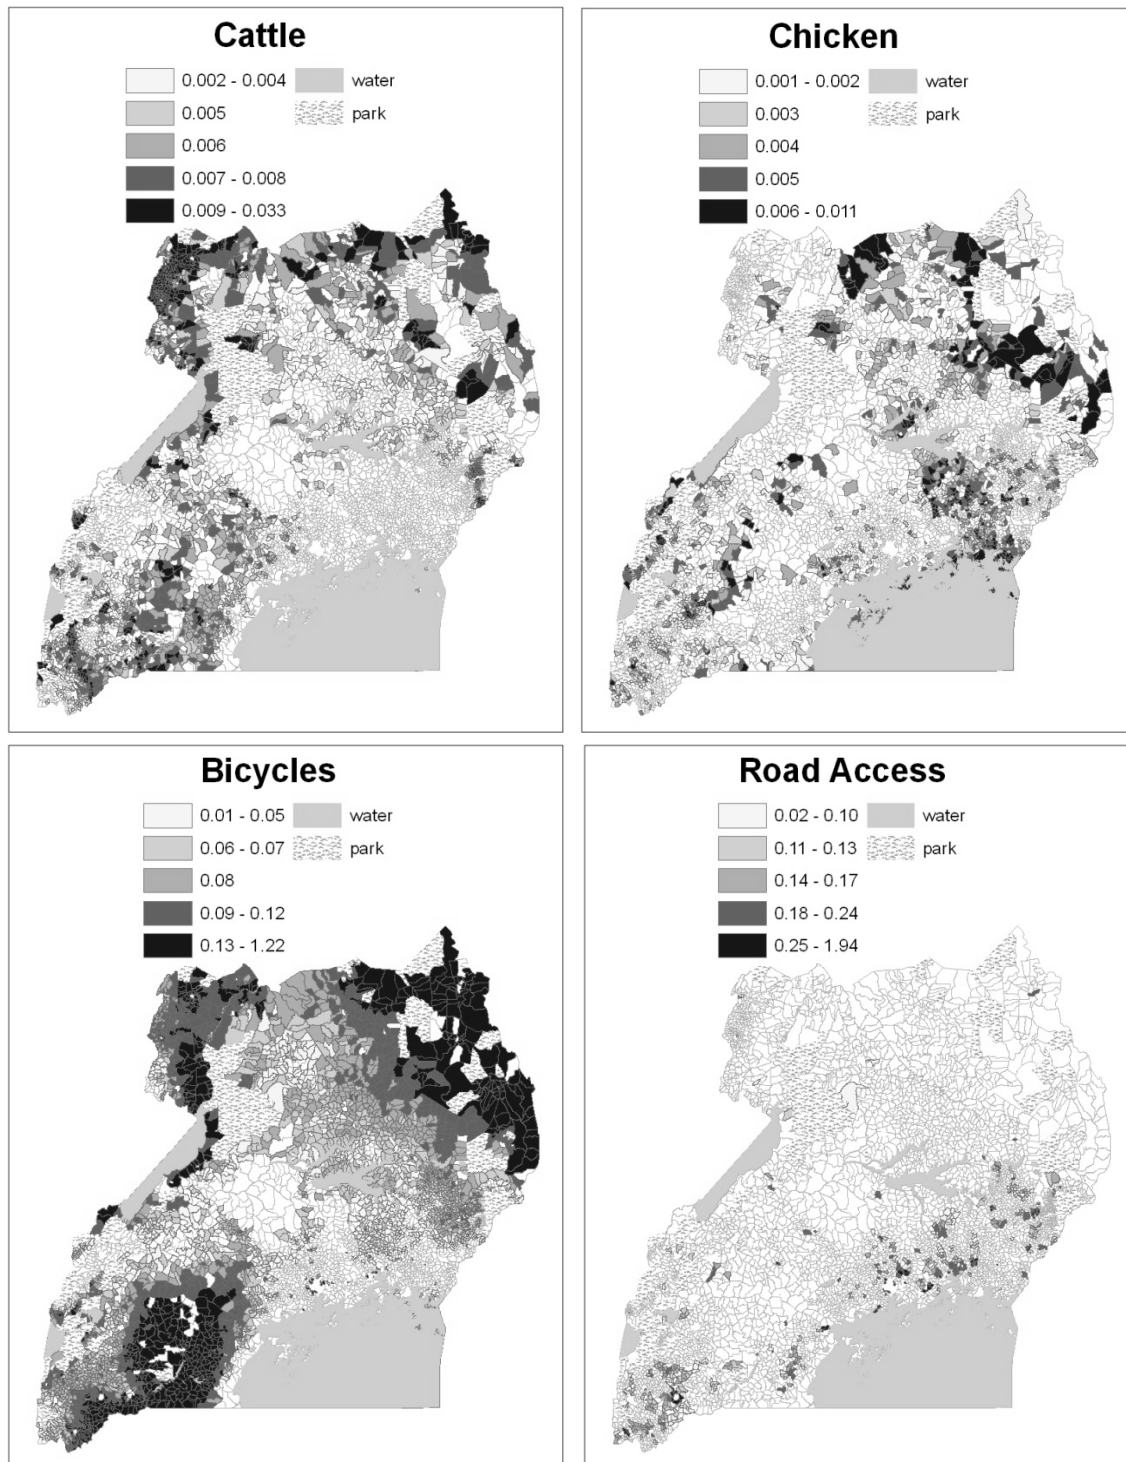 Cattle
0.002 - 0.004 water
0.005 park
0.006
0.007 - 0.008
0.009 - 0.033
Chicken
0.001 - 0.002 water
0.003 park
0.004
0.005
0.006 - 0.011
Bicycles
0.01 - 0.05 water
0.06 - 0.07 park
0.08
0.09 - 0.12
0.13 - 1.22
Road Access
0.02 - 0.10 water
0.11 - 0.13 park
0.14 - 0.17
0.18 - 0.24
0.25 - 1.94